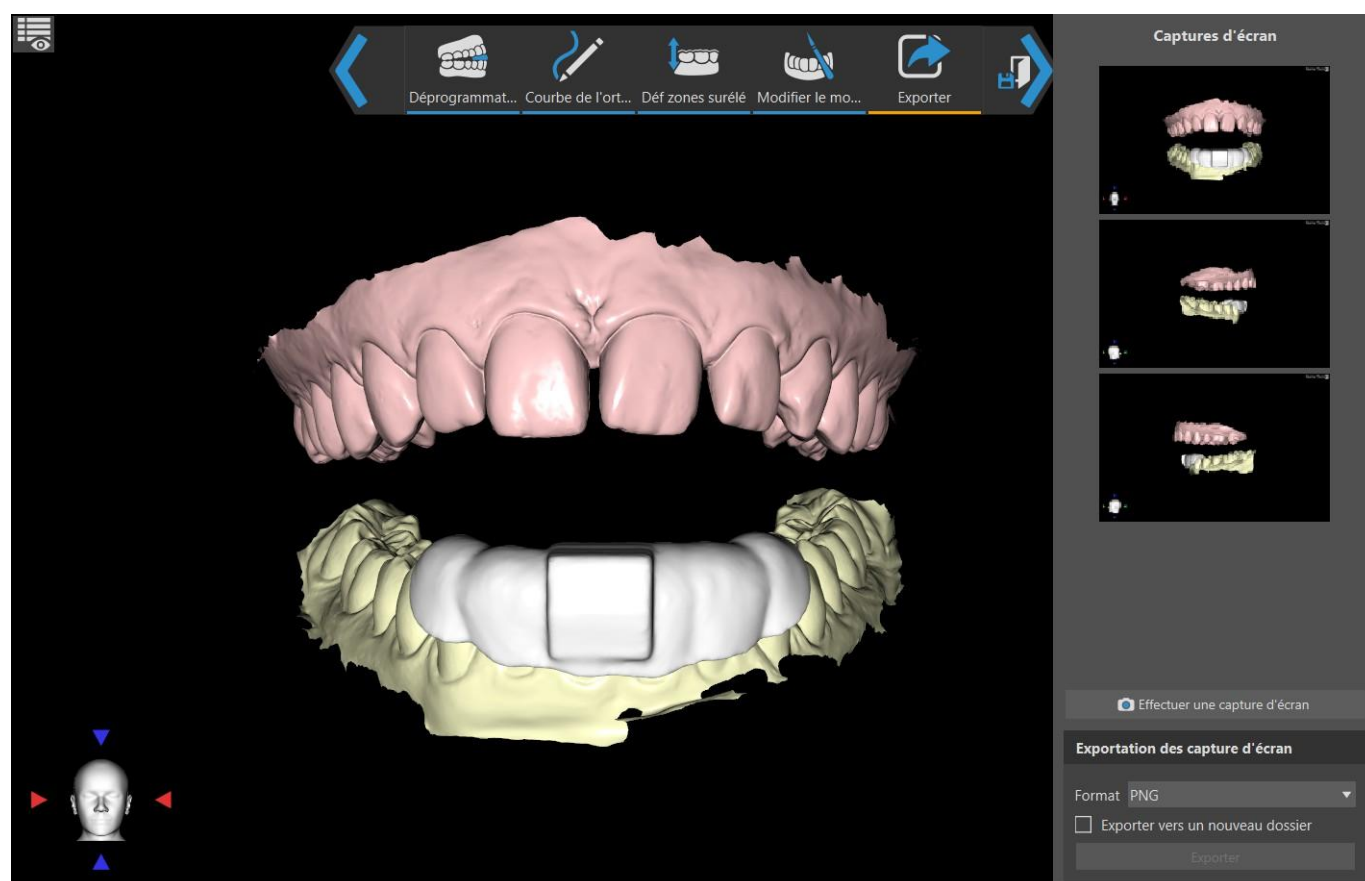 Captures d'écran
Déprogrammat... Courbe de l'ort... Déf zones surélé Modifier le mo... Exporter
Effectuer une capture d'écran
Exportation des capture d'écran
Format PNG
Exporter vers un nouveau dossier
Exporter